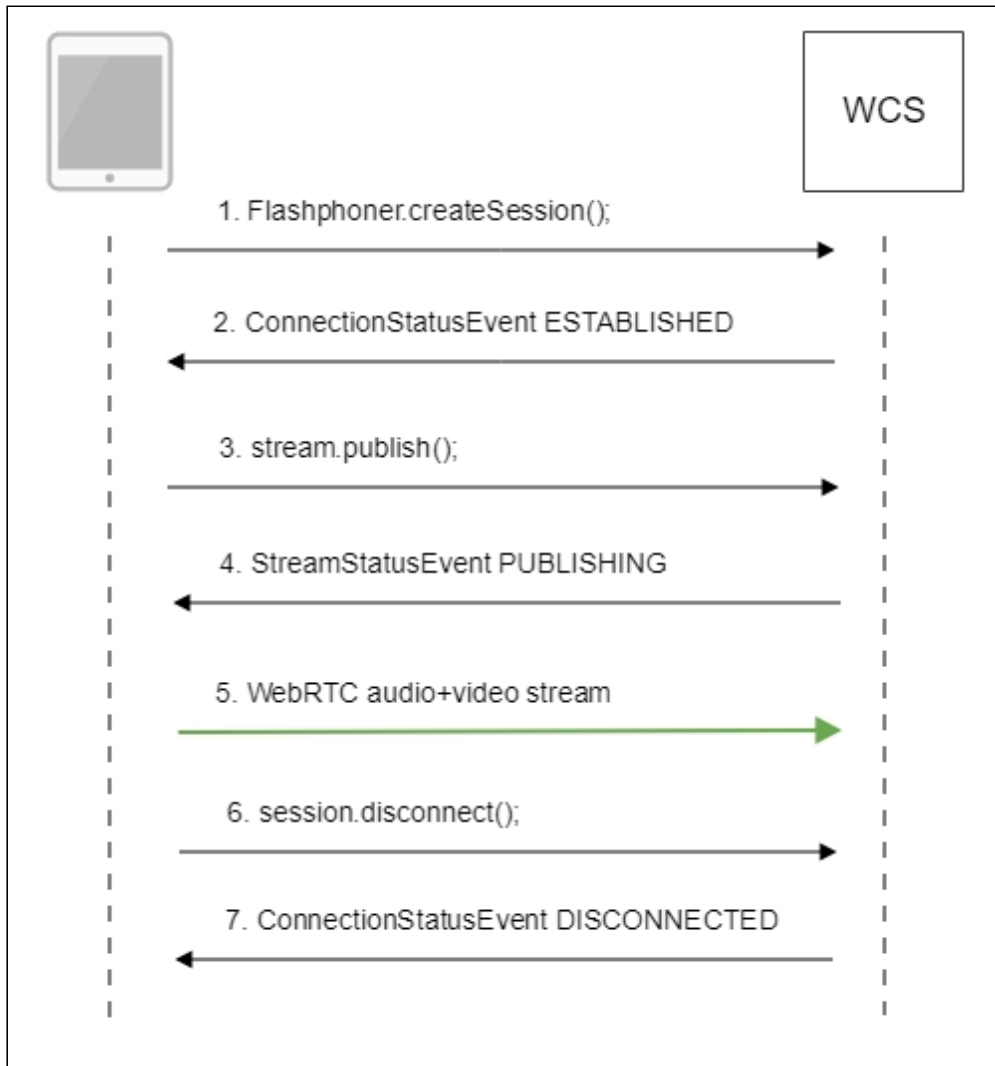 WCS
1. Flashphoner.createSession();
2. ConnectionStatusEvent ESTABLISHED
3. stream.publish();
4. StreamStatusEvent PUBLISHING
5. WebRTC audio+video stream
6. session.disconnect();
7. ConnectionStatusEvent DISCONNECTED